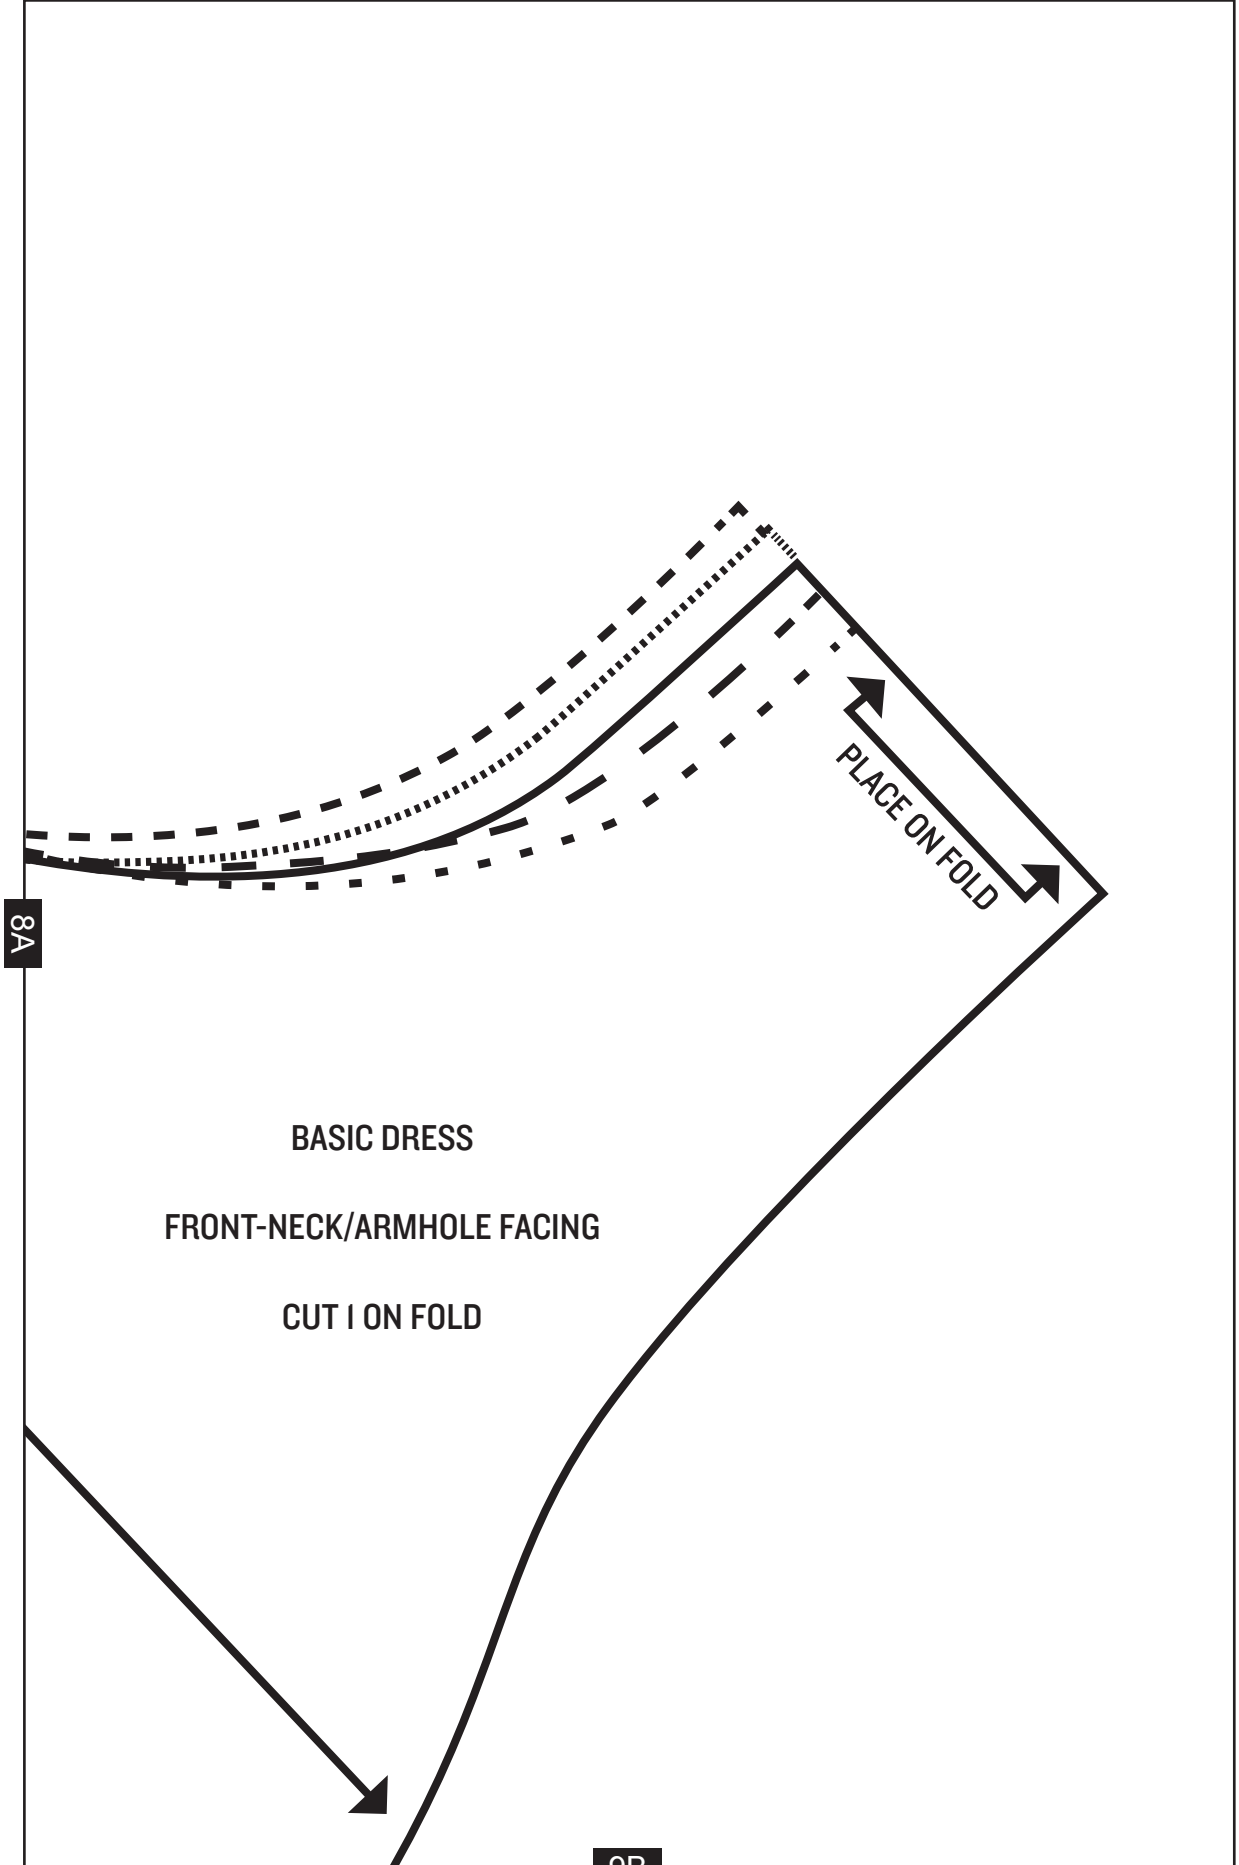 PLACE ON FOLD
8A
BASIC DRESS
FRONT-NECK/ARMHOLE FACING
CUT 1 ON FOLD